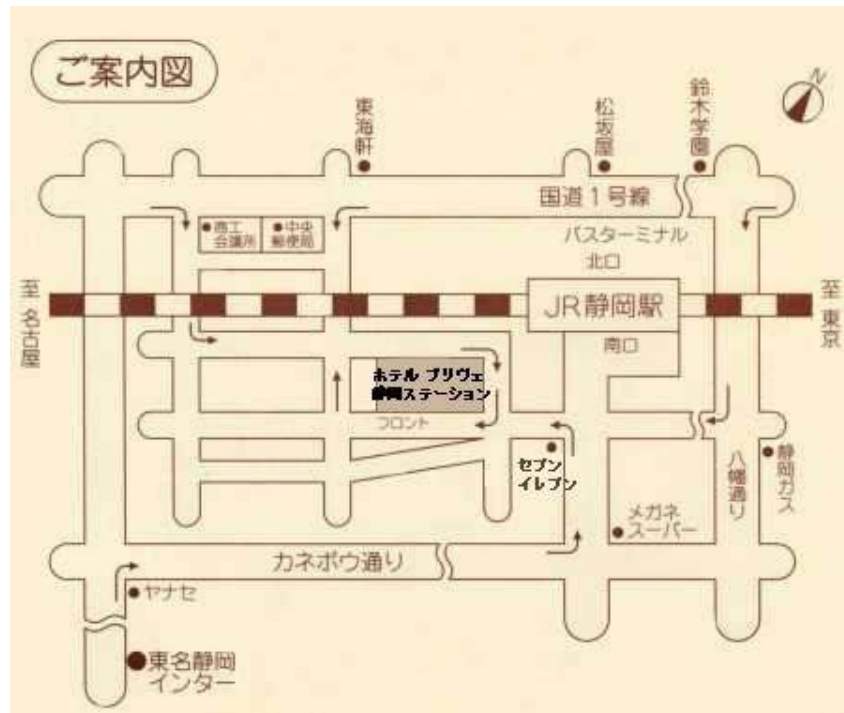 ご案内図
N
東海軒
松坂屋
鈴木学園
国道1号線
商工
会議所
中央
郵便局
バスターミナル
北口
至 名古屋
JR静岡駅
至 東京
南口
ホテル プリヴェ
静岡ステーション
フロント
セブン
イレブン
八幡通り
静岡ガス
メガネ
スーパー
カネボウ通り
ヤナセ
東名静岡
インター